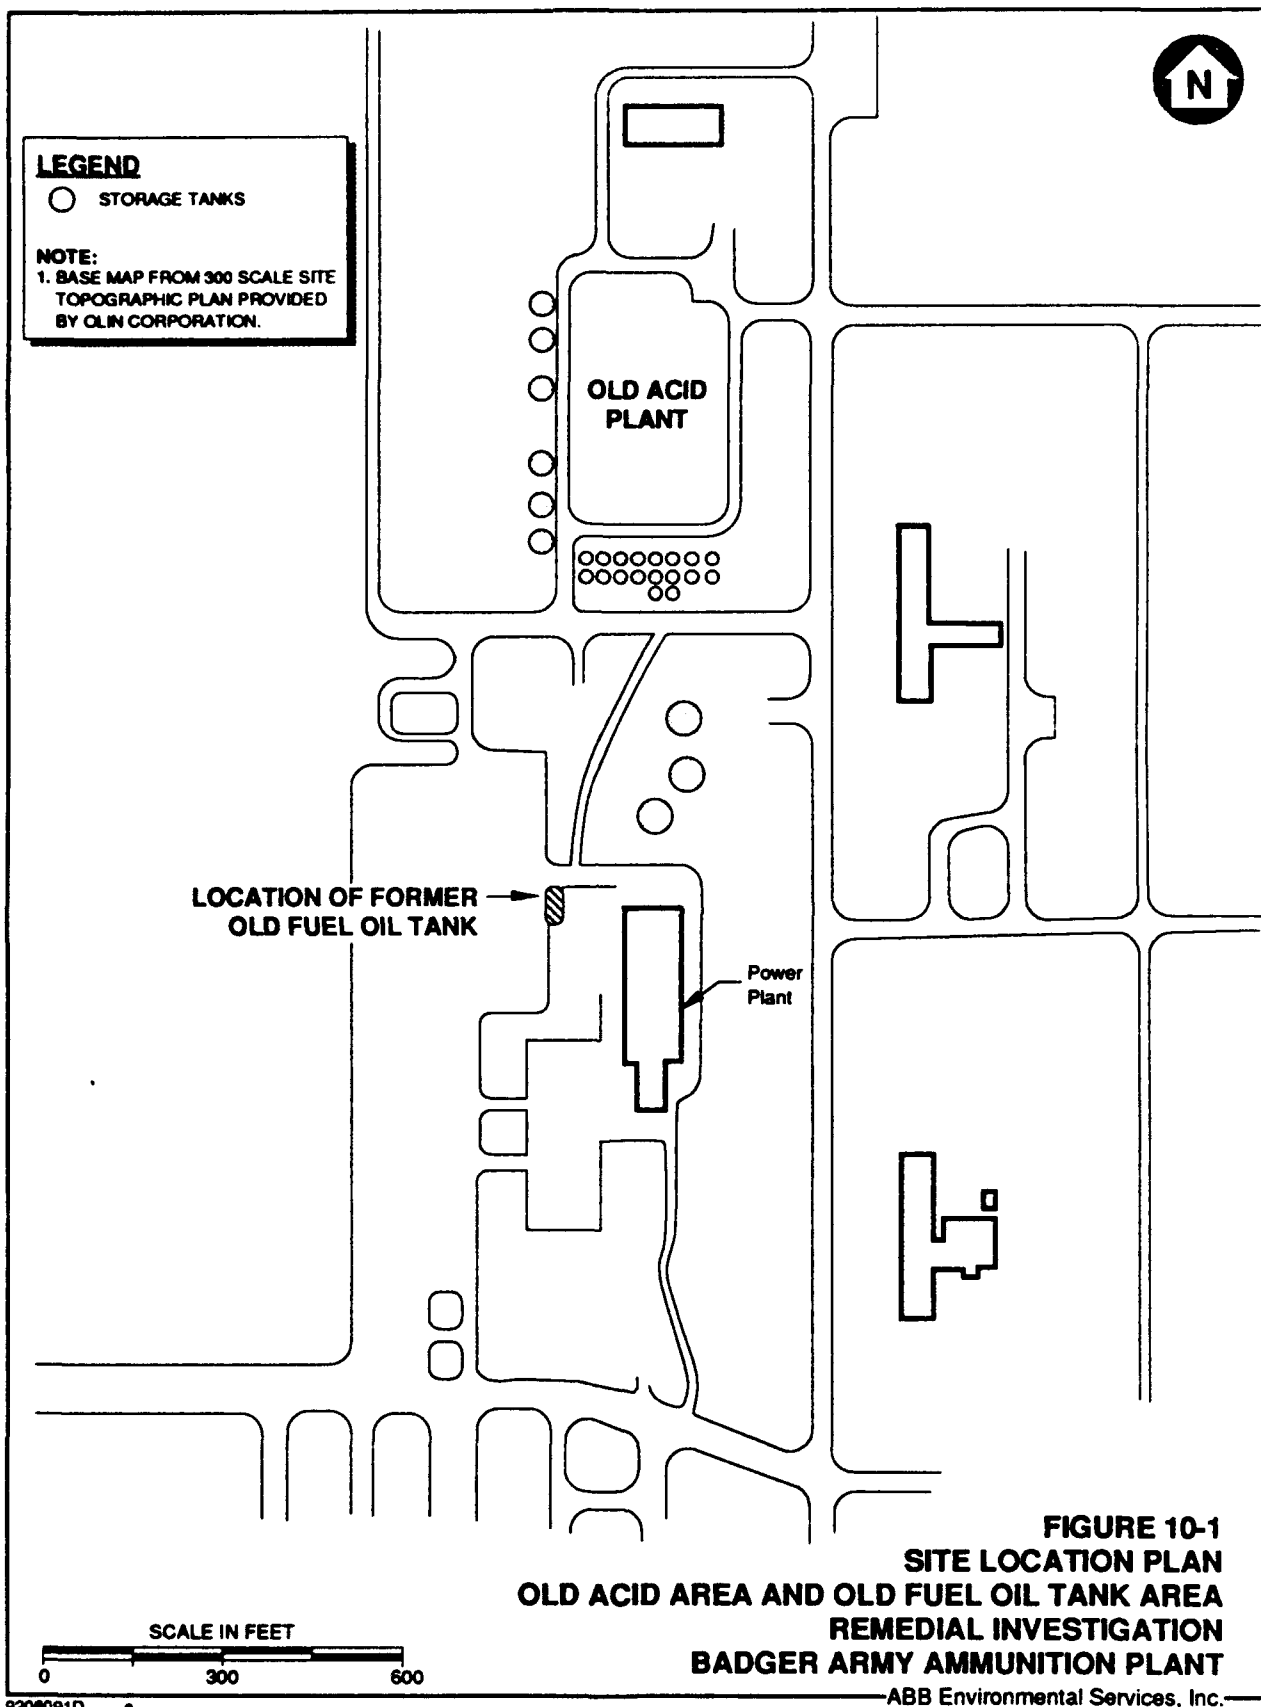 N
LEGEND
STORAGE TANKS
NOTE:
1. BASE MAP FROM 300 SCALE SITE
TOPOGRAPHIC PLAN PROVIDED
BY OLIN CORPORATION.
OLD ACID
PLANT
LOCATION OF FORMER
OLD FUEL OIL TANK
Power
Plant
FIGURE 10-1
SITE LOCATION PLAN
OLD ACID AREA AND OLD FUEL OIL TANK AREA
REMEDIAL INVESTIGATION
BADGER ARMY AMMUNITION PLANT
SCALE IN FEET
0 300 600
ABB Environmental Services, Inc.